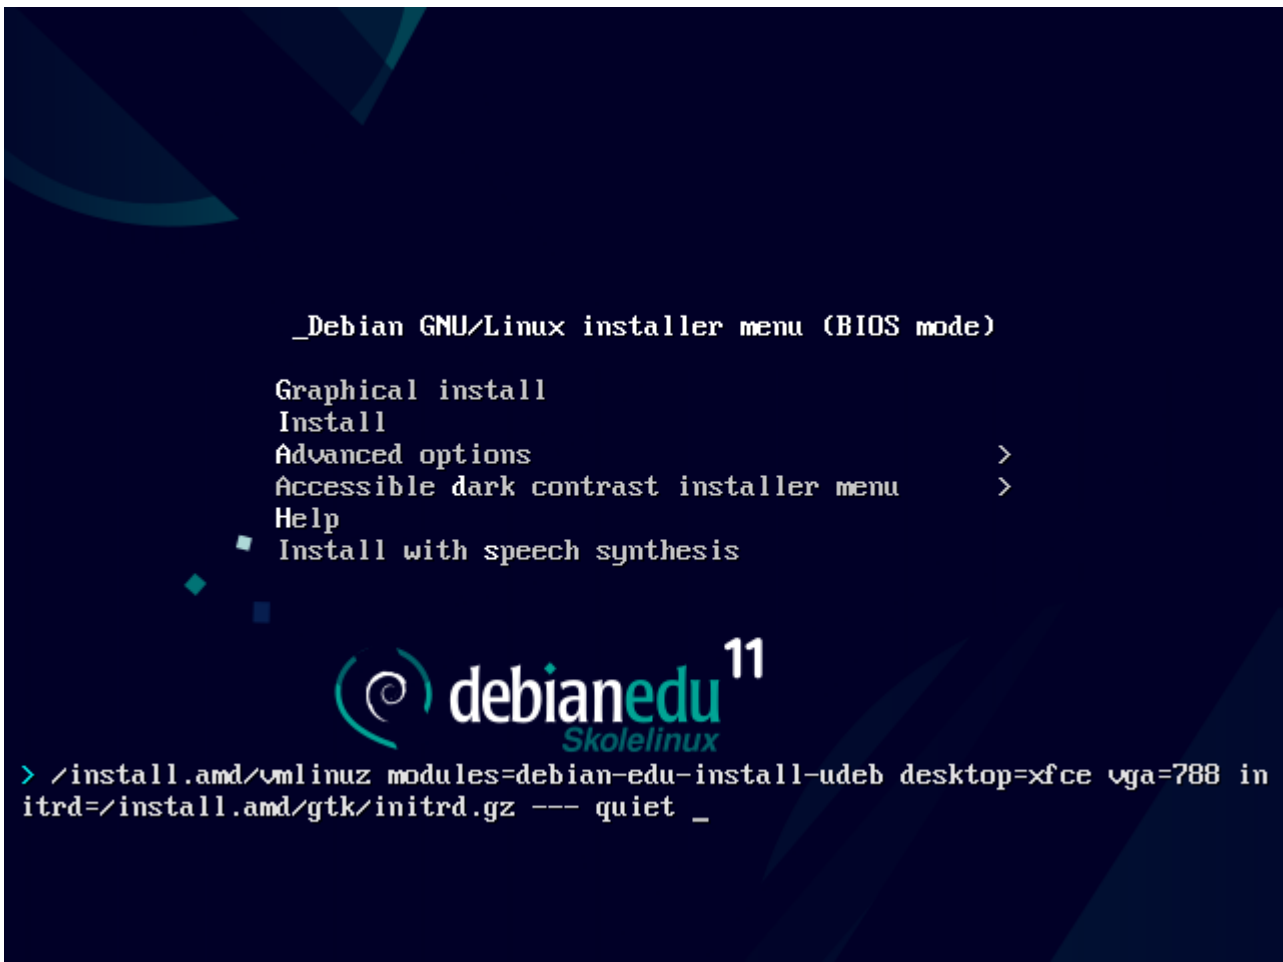 _Debian GNU/Linux installer menu (BIOS mode)
Graphical install
Install
Advanced options >
Accessible dark contrast installer menu >
Help
Install with speech synthesis
debianedu 11
Skolelinux
> /install.amd/vmlinuz modules=debian-edu-install-udeb desktop=xfce vga=788 in
itrd=/install.amd/gtk/initrd.gz --- quiet _